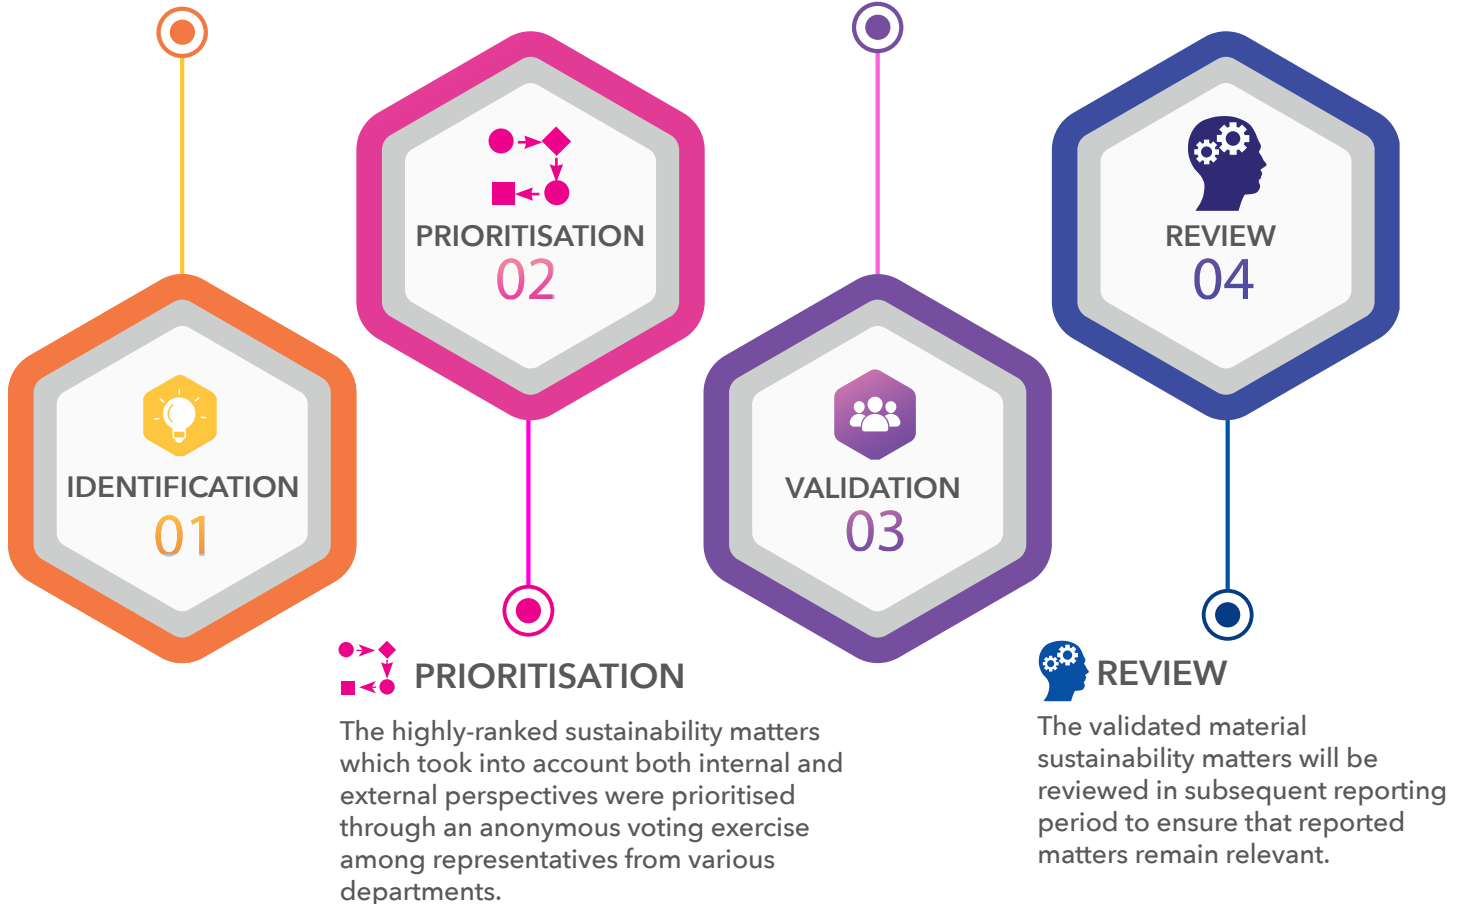 IDENTIFICATION
01
PRIORITISATION
02
VALIDATION
03
REVIEW
04
PRIORITISATION
The highly-ranked sustainability matters
which took into account both internal and
external perspectives were prioritised
through an anonymous voting exercise
among representatives from various
departments.
REVIEW
The validated material
sustainability matters will be
reviewed in subsequent reporting
period to ensure that reported
matters remain relevant.